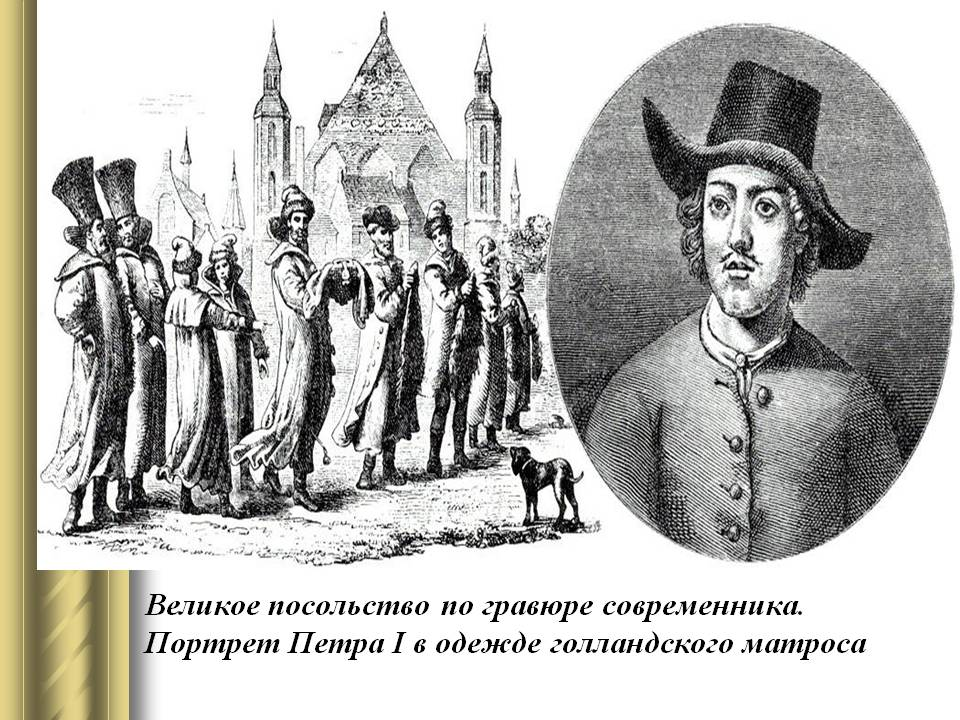 Великое посольство по гравюре современника.
Портрет Петра I в одежде голландского матроса